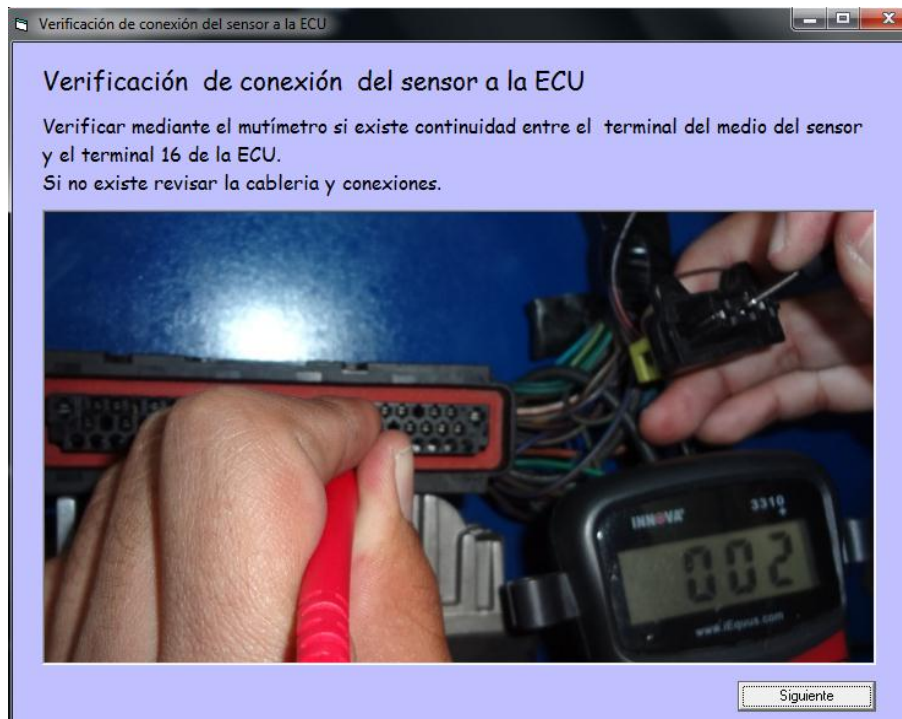 Verificación de conexión del sensor a la ECU
Verificación de conexión del sensor a la ECU
Verificar mediante el mutímetro si existe continuidad entre el terminal del medio del sensor
y el terminal 16 de la ECU.
Si no existe revisar la cableria y conexiones.
INNOVA
3310
002
www.iEquus.com
Siguiente